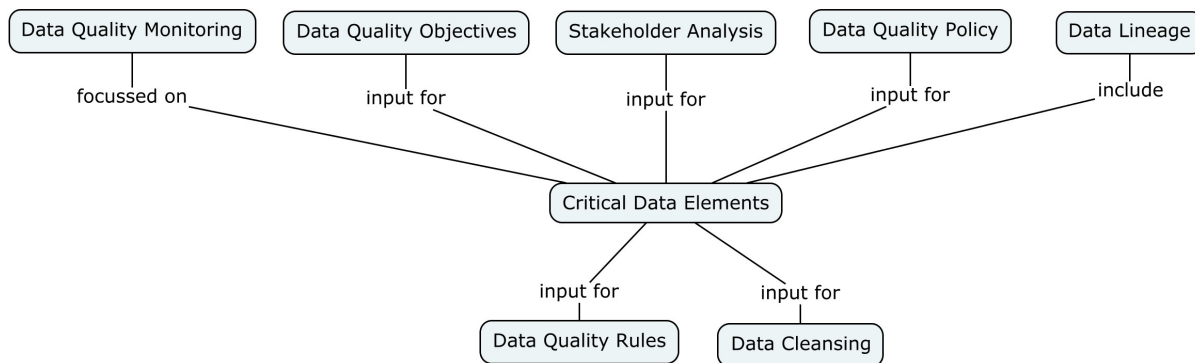 Data Quality Monitoring
Data Quality Objectives
Stakeholder Analysis
Data Quality Policy
Data Lineage
focussed on
input for
input for
input for
include
Critical Data Elements
input for
input for
Data Quality Rules
Data Cleansing